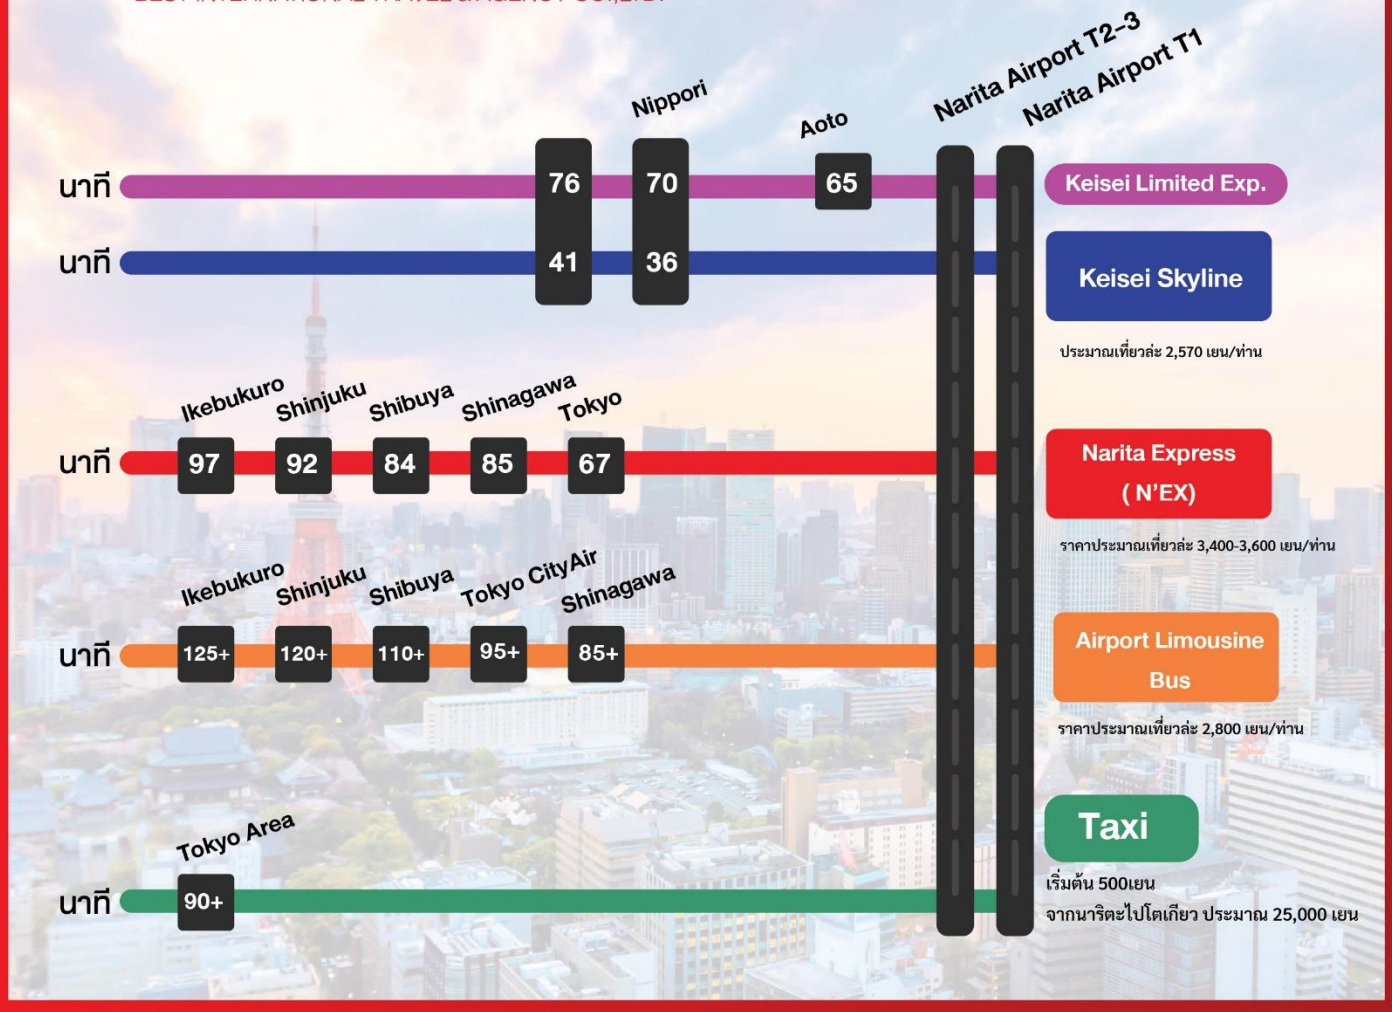 Narita Airport T2-3
Narita Airport T1
Nippori
Aoto
นาที
76
70
65
Keisei Limited Exp.
นาที
41
36
Keisei Skyline
ประมาณเที่ยวล่ะ 2,570 เยน/ท่าน
Ikebukuro
Shinjuku
Shibuya
Shinagawa
Tokyo
นาที
97
92
84
85
67
Narita Express
( N'EX)
ราคาประมาณเที่ยวล่ะ 3,400-3,600 เยน/ท่าน
Ikebukuro
Shinjuku
Shibuya
Tokyo CityAir
Shinagawa
นาที
125+
120+
110+
95+
85+
Airport Limousine
Bus
ราคาประมาณเที่ยวล่ะ 2,800 เยน/ท่าน
Tokyo Area
นาที
90+
Taxi
เริ่มต้น 500เยน
จากนาริตะไปโตเกียว ประมาณ 25,000 เยน